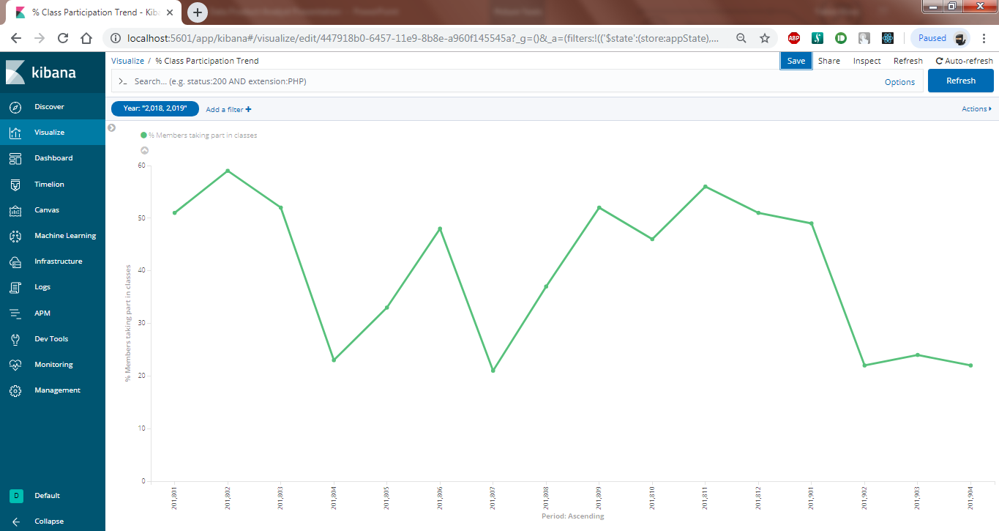 % Class Participation Trend - Kib
localhost:5601/app/kibana#/visualize/edit/447918b0-6457-11e9-8b8e-a960f145545a?_g=()&_a=(filters:!(('$state':(store:appState),...
ABP
Paused
kibana
Discover
Visualize
Dashboard
Timelion
Canvas
Machine Learning
Infrastructure
Logs
APM
Dev Tools
Monitoring
Management
D Default
Collapse
Visualize / % Class Participation Trend
Save Share Inspect Refresh Auto-refresh
>_ Search... (e.g. status:200 AND extension:PHP)
Options
Refresh
Year: "2,018, 2,019"
Add a filter +
Actions
% Members taking part in classes
% Members taking part in classes
60
50
40
30
20
10
0
201,801
201,802
201,803
201,804
201,805
201,806
201,807
201,808
201,809
201,810
201,811
201,812
201,901
201,902
201,903
201,904
Period: Ascending